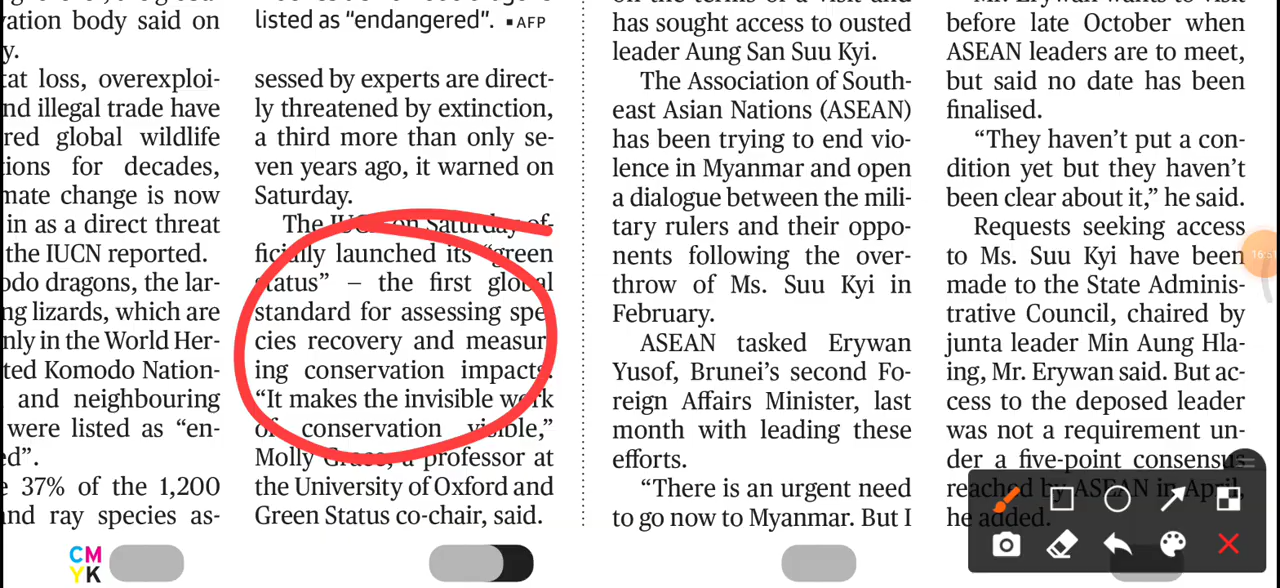 ation body said on
y.
tat loss, overexploi-
nd illegal trade have
red global wildlife
tions for decades,
mate change is now
in as a direct threat
the IUCN reported.
odo dragons, the lar-
ng lizards, which are
nly in the World Her-
ted Komodo Nation-
and neighbouring
were listed as “en-
ed”.
e 37% of the 1,200
nd ray species as-
listed as “endangered”. ▪AFP
sessed by experts are direct-
ly threatened by extinction,
a third more than only se-
ven years ago, it warned on
Saturday.
The IUCN on Saturday of-
ficially launched its “green
status” – the first global
standard for assessing spe
cies recovery and measur
ing conservation impacts.
“It makes the invisible work
of conservation visible,”
Molly Grace, a professor at
the University of Oxford and
Green Status co-chair, said.
on the terms of a visit and
has sought access to ousted
leader Aung San Suu Kyi.
The Association of South-
east Asian Nations (ASEAN)
has been trying to end vio-
lence in Myanmar and open
a dialogue between the mili-
tary rulers and their oppo-
nents following the over-
throw of Ms. Suu Kyi in
February.
ASEAN tasked Erywan
Yusof, Brunei’s second Fo-
reign Affairs Minister, last
month with leading these
efforts.
“There is an urgent need
to go now to Myanmar. But I
Mr. Erywan wants to visit
before late October when
ASEAN leaders are to meet,
but said no date has been
finalised.
“They haven’t put a con-
dition yet but they haven’t
been clear about it,” he said.
Requests seeking access
to Ms. Suu Kyi have been
made to the State Adminis-
trative Council, chaired by
junta leader Min Aung Hla-
ing, Mr. Erywan said. But ac-
cess to the deposed leader
was not a requirement un-
der a five-point consensus
reached by ASEAN in April,
he added.
CM
YK